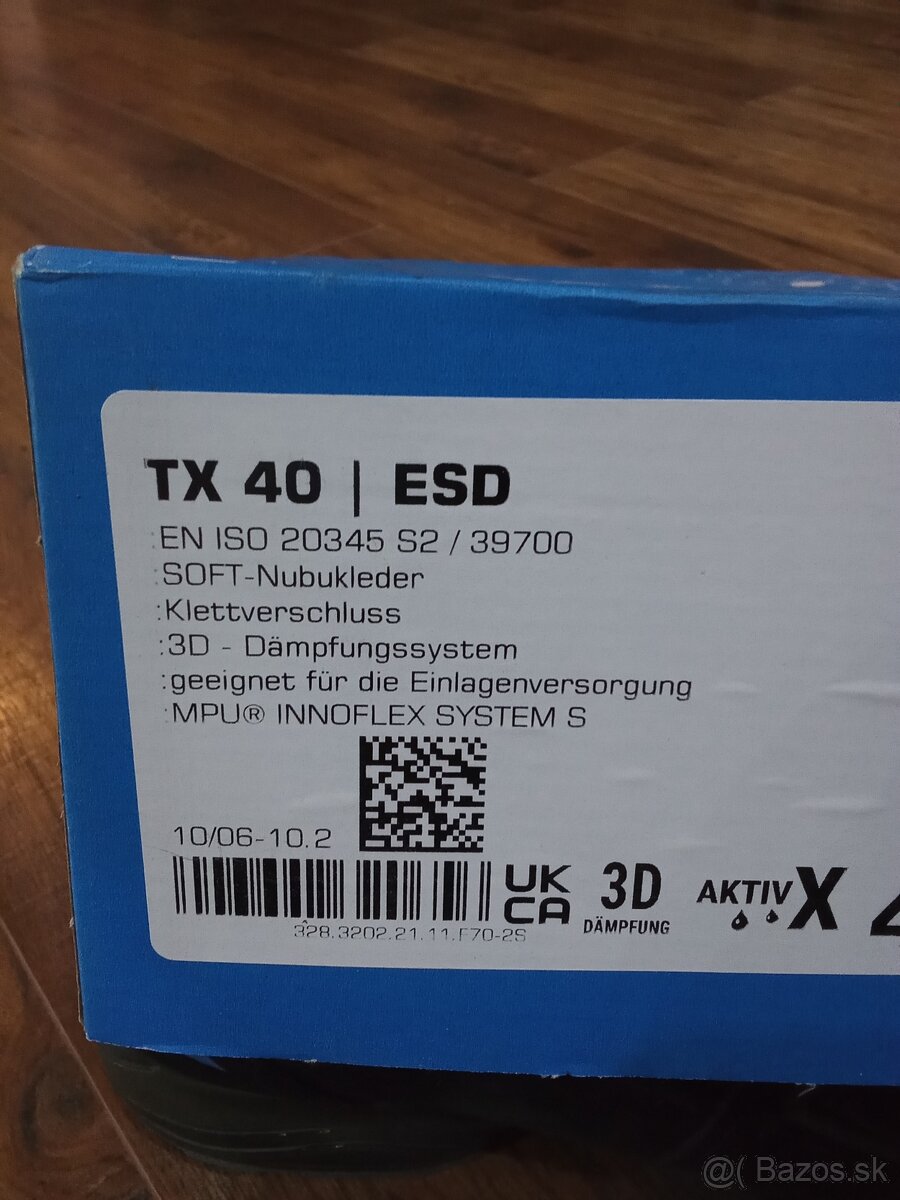 TX 40 | ESD
:EN ISO 20345 S2 / 39700
:SOFT-Nubukleder
:Klettverschluss
:3D - Dämpfungssystem
:geeignet für die Einlagenversorgung
:MPU® INNOFLEX SYSTEM S
10/06-10.2
328.3202.21.11.F70-2S
UK
CA
3D
DÄMPFUNG
AKTIV X
@( Bazos.sk